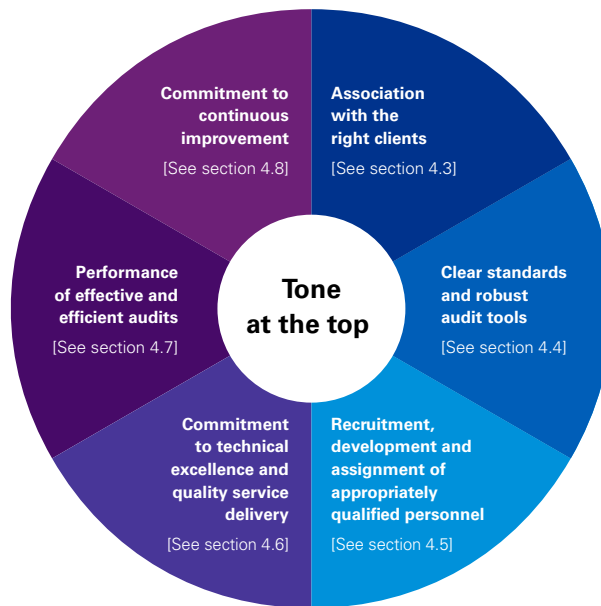 Commitment to
continuous
improvement
[See section 4.8]
Association
with the
right clients
[See section 4.3]
Performance
of effective and
efficient audits
[See section 4.7]
Tone
at the top
Clear standards
and robust
audit tools
[See section 4.4]
Commitment
to technical
excellence and
quality service
delivery
[See section 4.6]
Recruitment,
development and
assignment of
appropriately
qualified personnel
[See section 4.5]